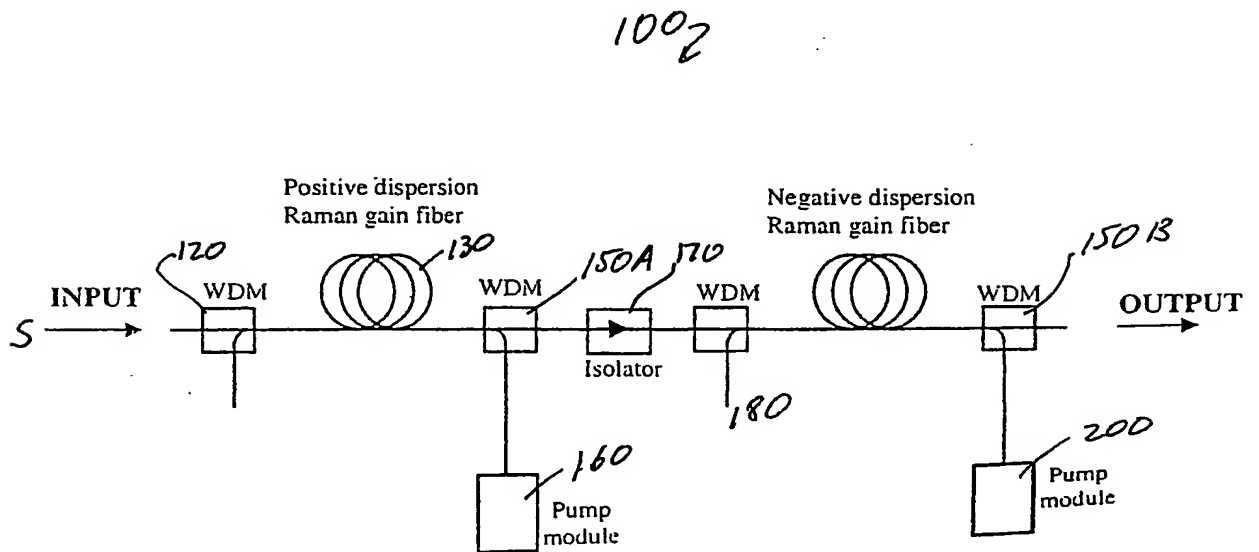 100
Positive dispersion
Raman gain fiber
Negative dispersion
Raman gain fiber
120
130
150A
170
150B
INPUT
WDM
WDM
WDM
WDM
OUTPUT
S
Isolator
180
160
200
Pump
module
Pump
module